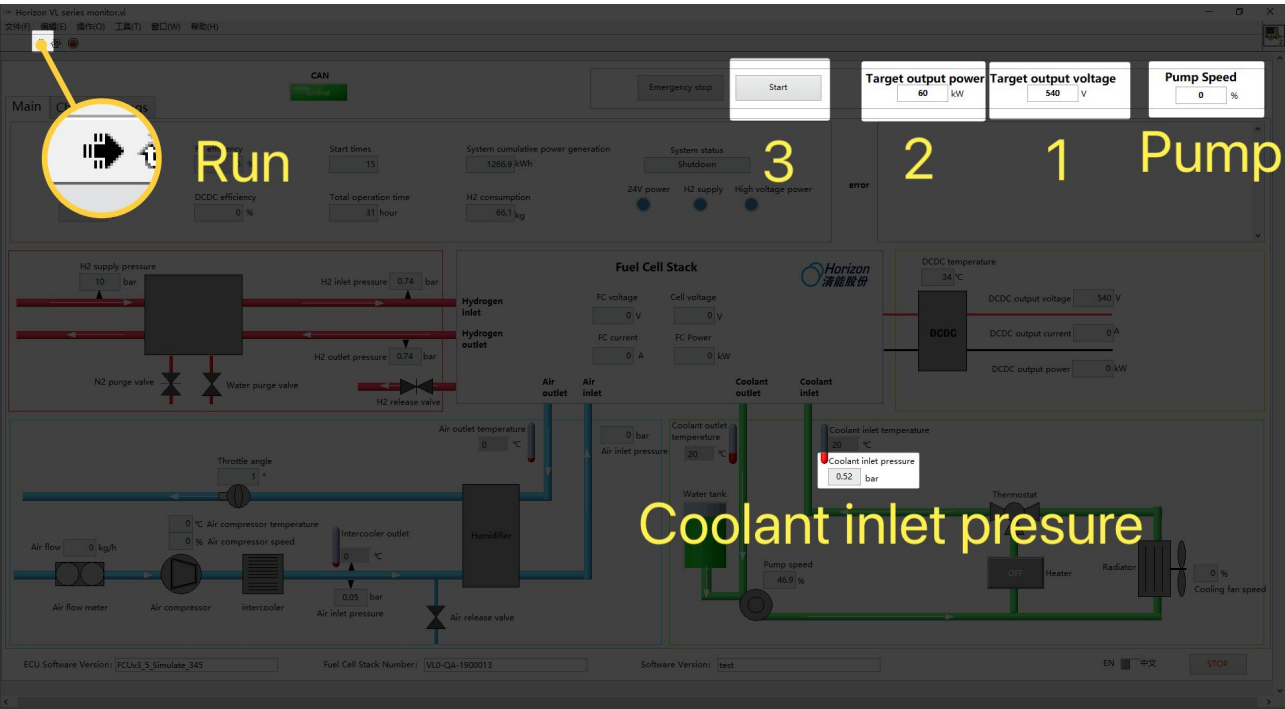 Horizon VL series monitor.vi
文件(F) 编辑(E) 操作(O) 工具(T) 窗口(W) 帮助(H)
CAN
Online
Emergency stop
Start
Target output power
60 kW
Target output voltage
540 V
Pump Speed
0 %
Main
Run
3
2
1
Pump
Start times
15
System cumulative power generation
1266.9 kWh
System status
Shutdown
DCDC efficiency
0 %
Total operation time
31 hour
H2 consumption
66.1 kg
24V power
H2 supply
High voltage power
error
H2 supply pressure
10 bar
H2 inlet pressure 0.74 bar
H2 outlet pressure 0.74 bar
N2 purge valve
Water purge valve
H2 release valve
Hydrogen inlet
Hydrogen outlet
Fuel Cell Stack
Horizon
清能股份
FC voltage
0 V
Cell voltage
0 V
FC current
0 A
FC Power
0 kW
Air outlet
Air inlet
Coolant outlet
Coolant inlet
DCDC temperature
34 °C
DCDC
DCDC output voltage 540 V
DCDC output current 0 A
DCDC output power 0 kW
Air outlet temperature
0 °C
0 bar
Air inlet pressure
Throttle angle
1 °
0 °C Air compressor temperature
0 % Air compressor speed
Air flow 0 kg/h
Intercooler outlet
0 °C
0.05 bar
Air inlet pressure
Humidifier
Air flow meter
Air compressor
intercooler
Air release valve
Coolant outlet
tempereture
20 °C
Coolant inlet temperature
20 °C
Coolant inlet pressure
0.52 bar
Coolant inlet presure
Water tank
Thermostat
Pump speed
46.9 %
OFF
Heater
Radiator
0 %
Cooling fan speed
ECU Software Version: FCUv3_5_Simulate_345
Fuel Cell Stack Number: VL0-QA-1900013
Software Version: test
EN 中文
STOP